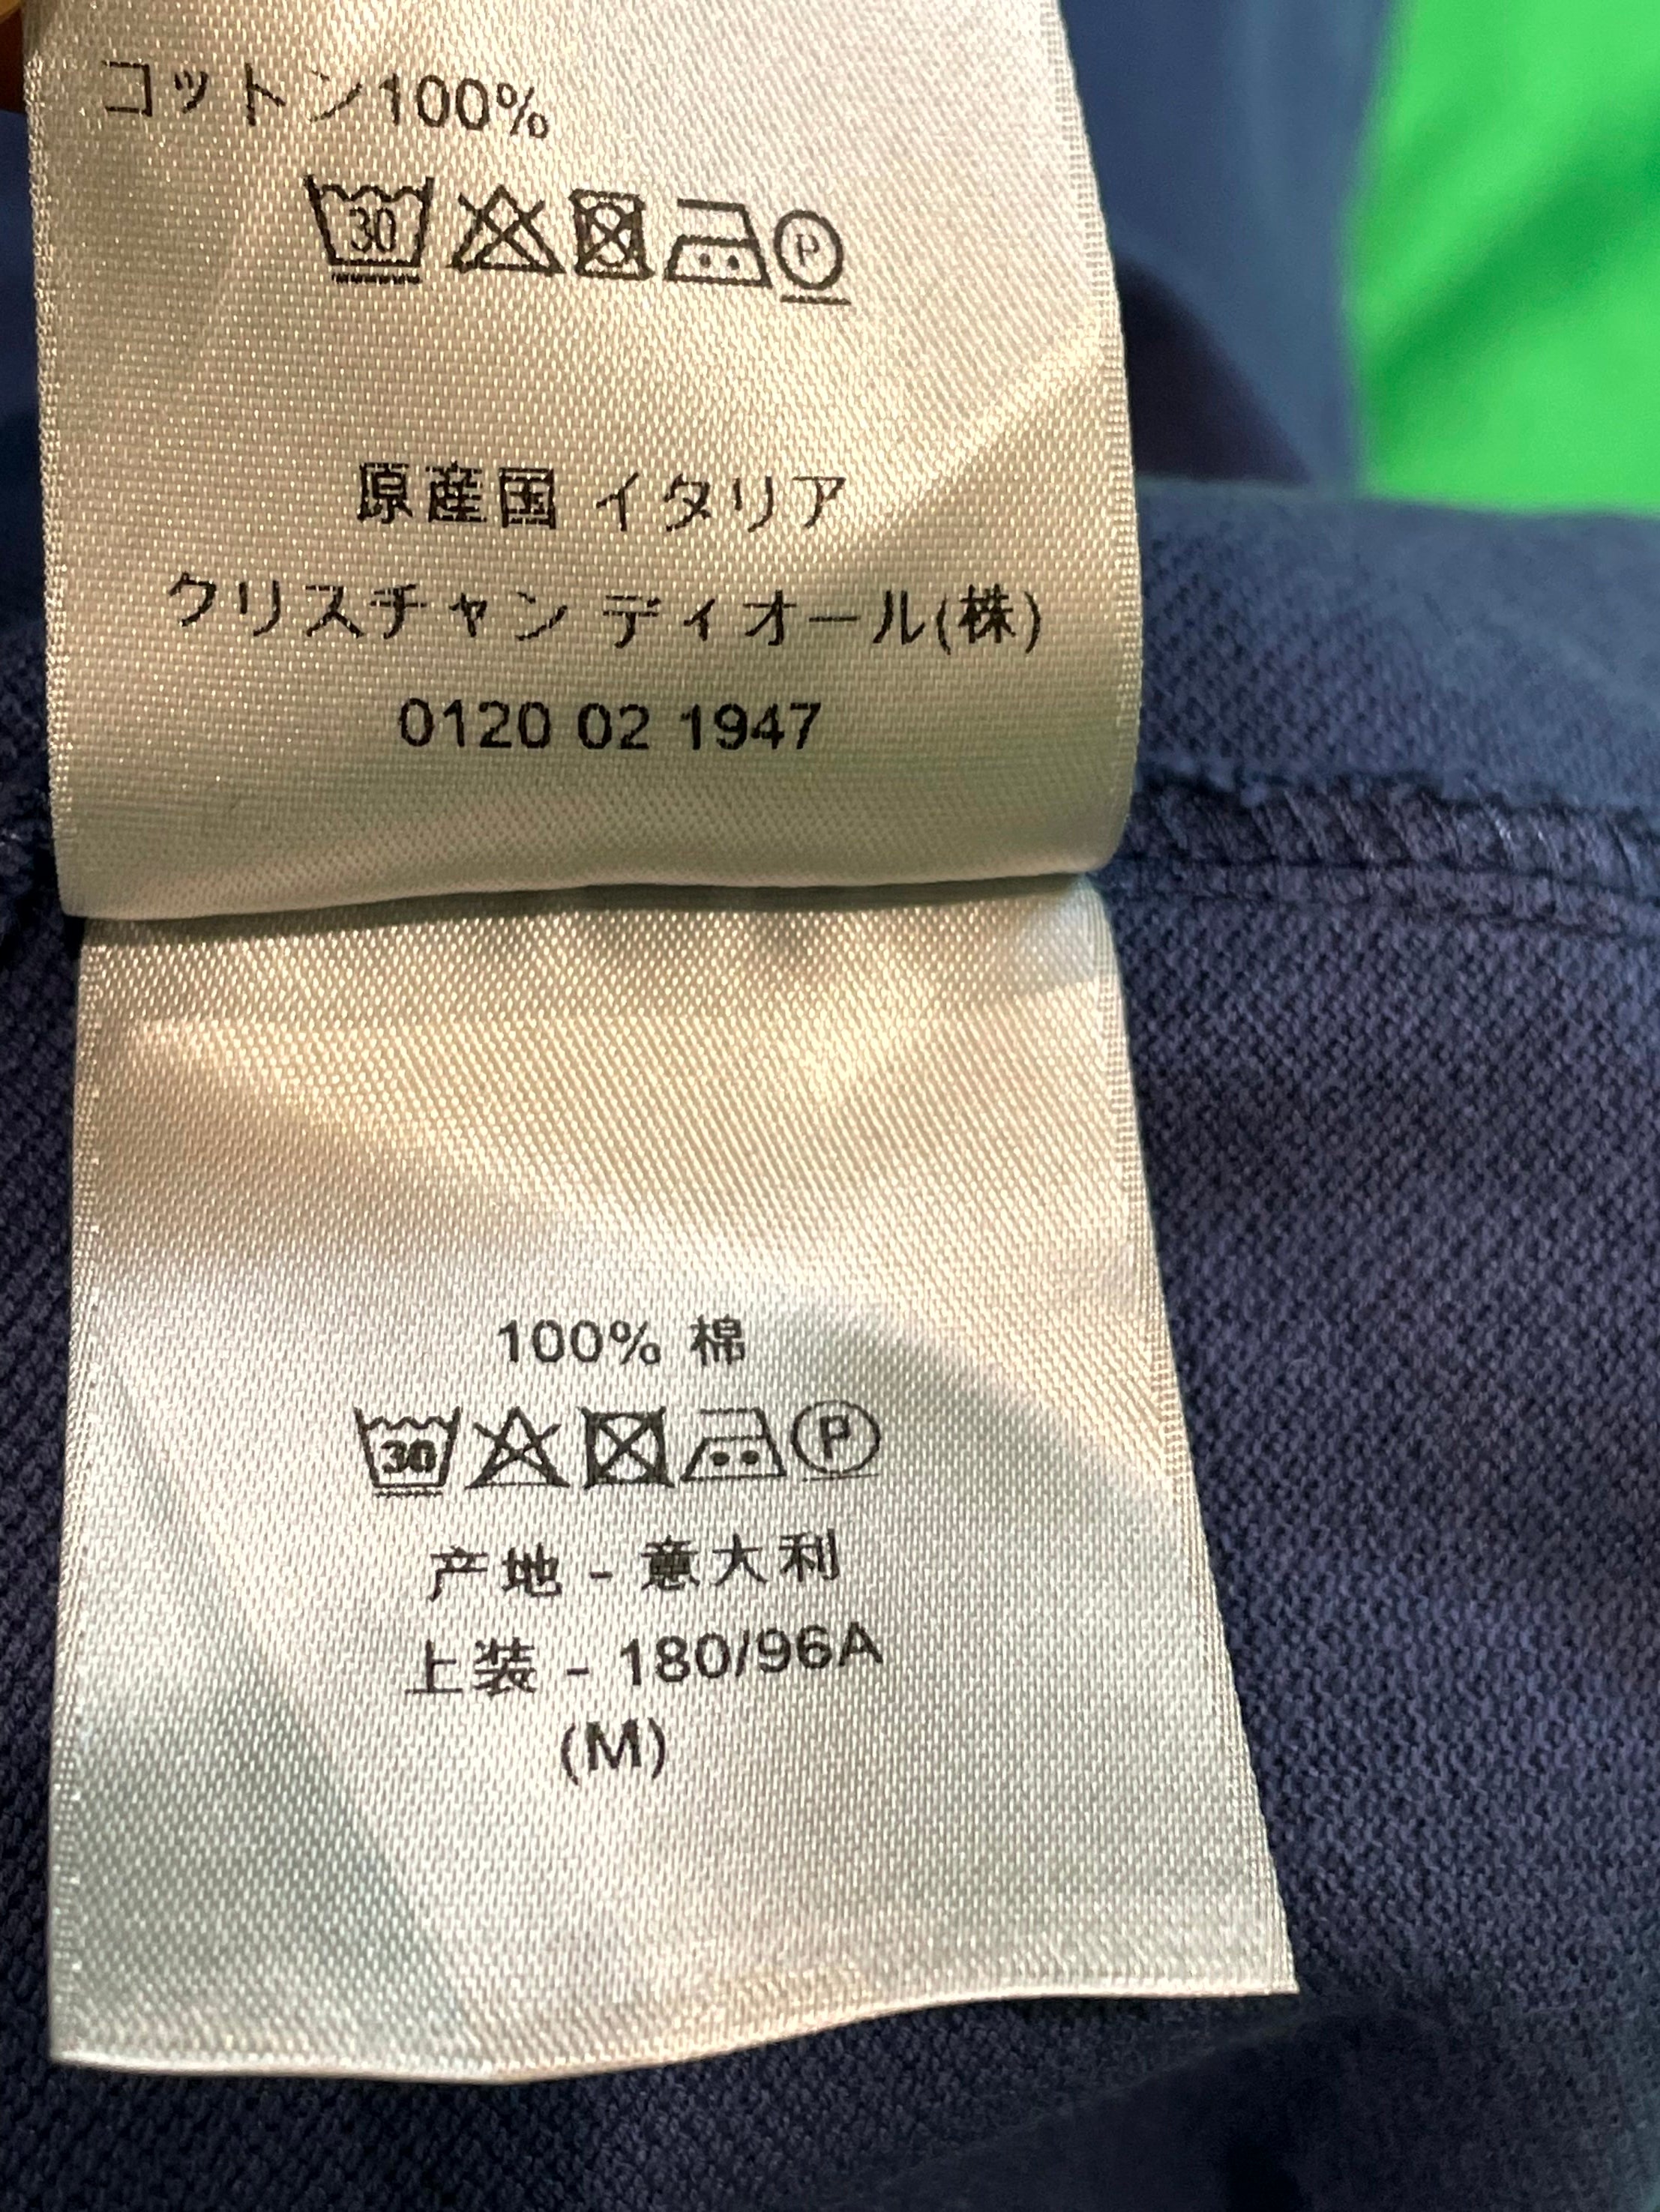 コットン100%
30
P
原産国 イタリア
クリスチャン ディオール(株)
0120 02 1947
100% 棉
30
P
产地 - 意大利
上装 - 180/96A
(M)